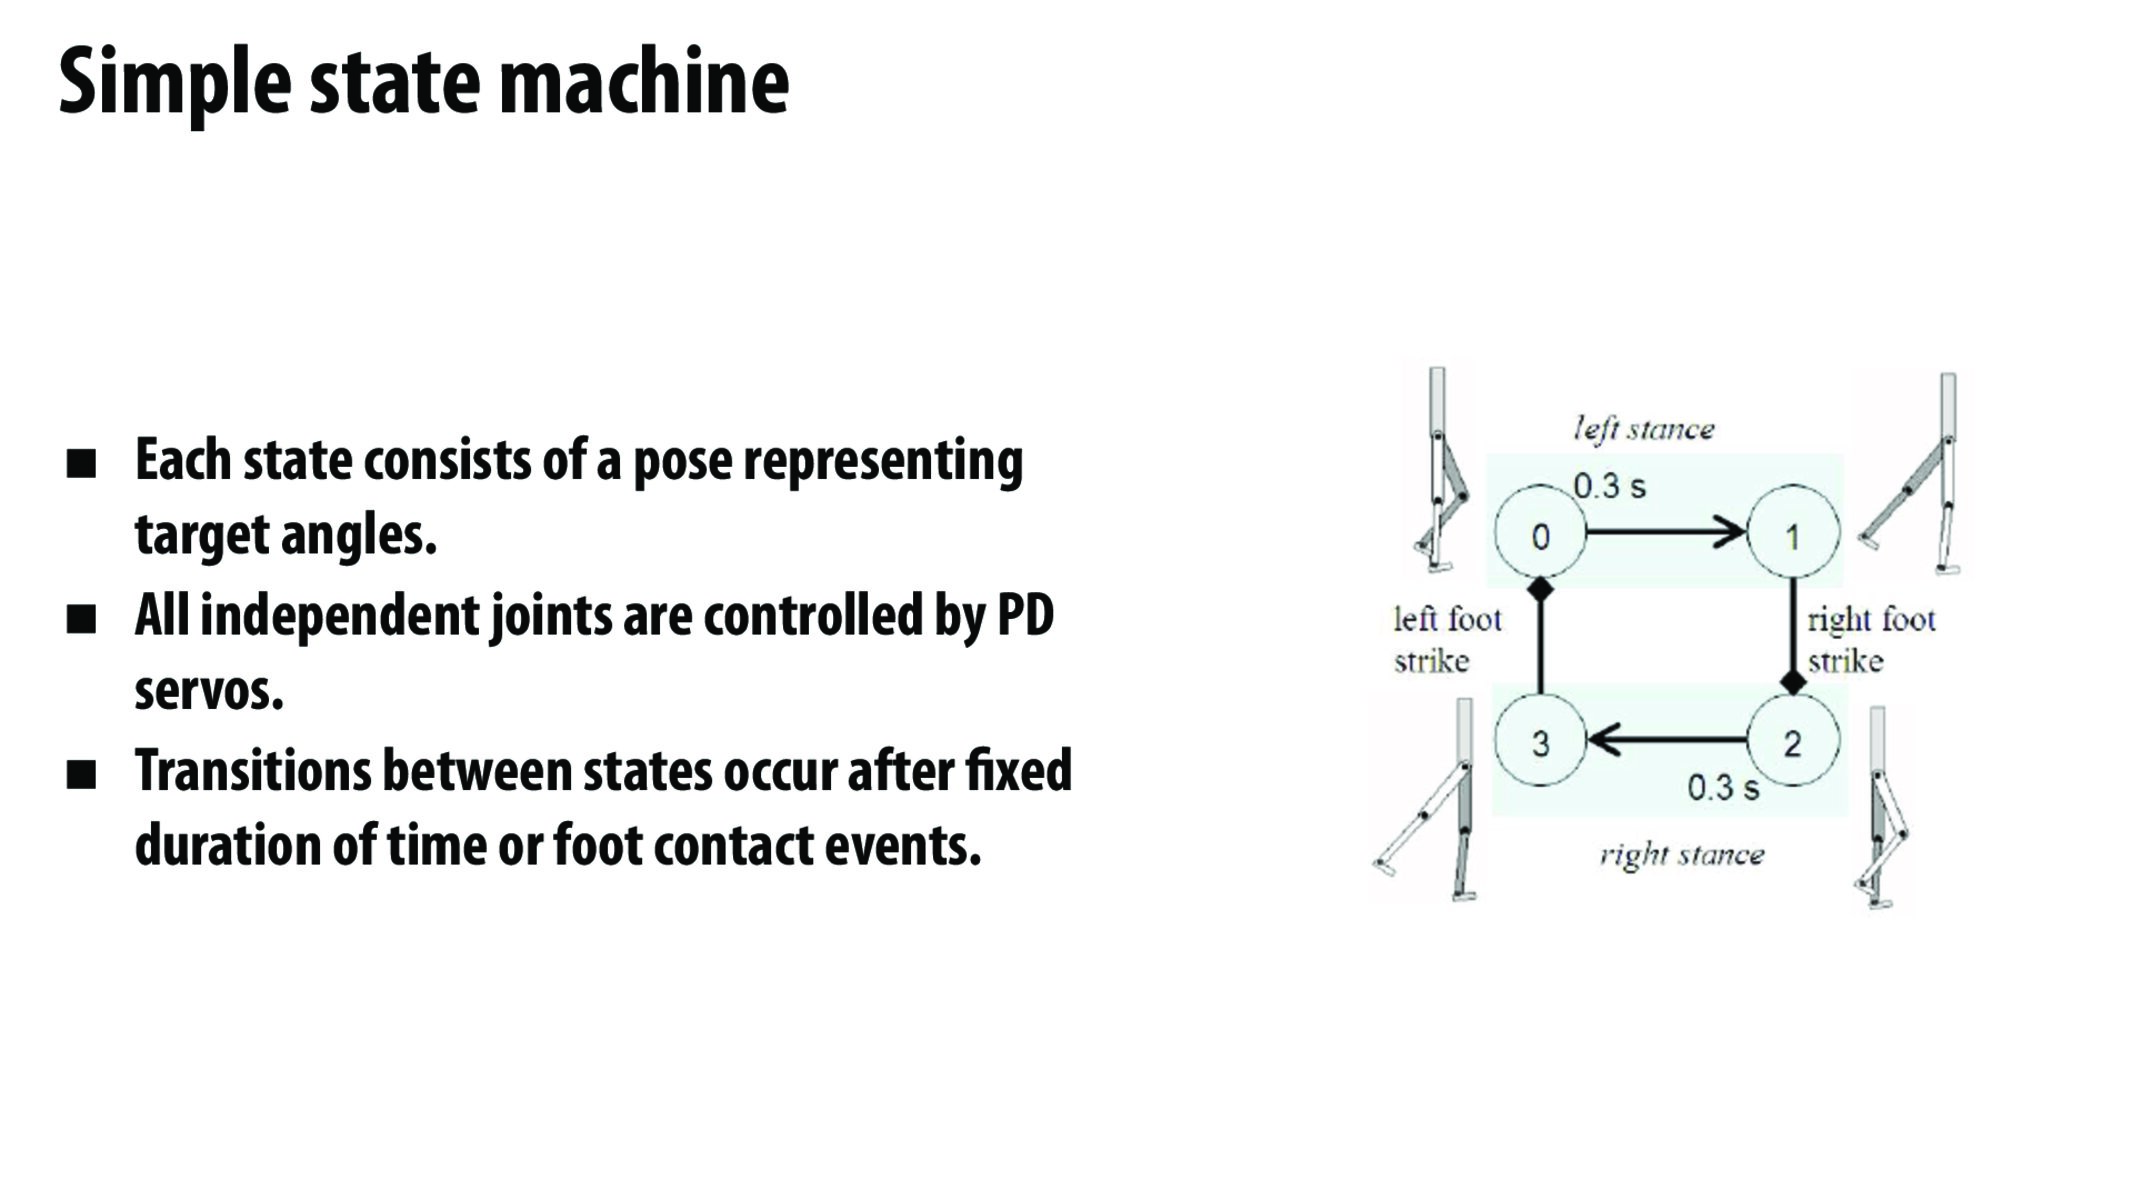 Simple state machine
■ Each state consists of a pose representing
target angles.
■ All independent joints are controlled by PD
servos.
■ Transitions between states occur after fixed
duration of time or foot contact events.
left stance
0.3 s
0
1
left foot
strike
right foot
strike
3
2
0.3 s
right stance